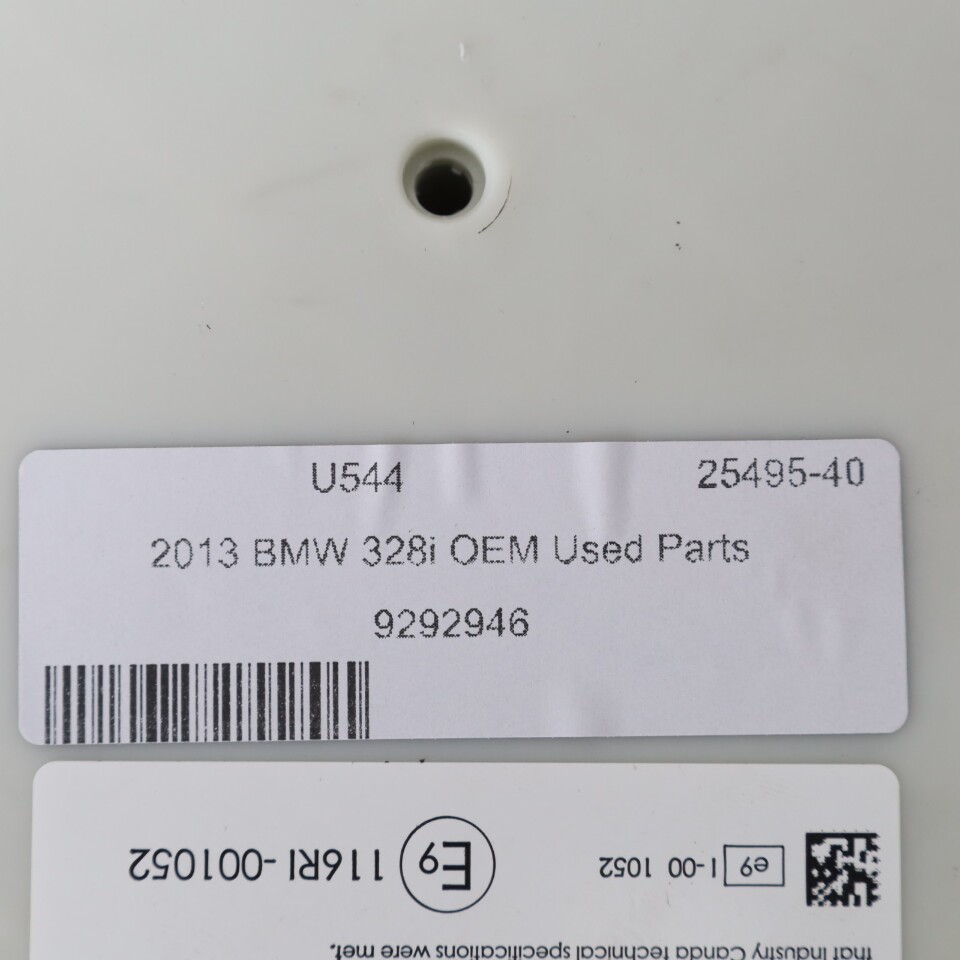 U544 25495-40
2013 BMW 328i OEM Used Parts
9292946
that Industry Canda technical specifications were met.
e9 I-00 1052 E9 116RI-001052